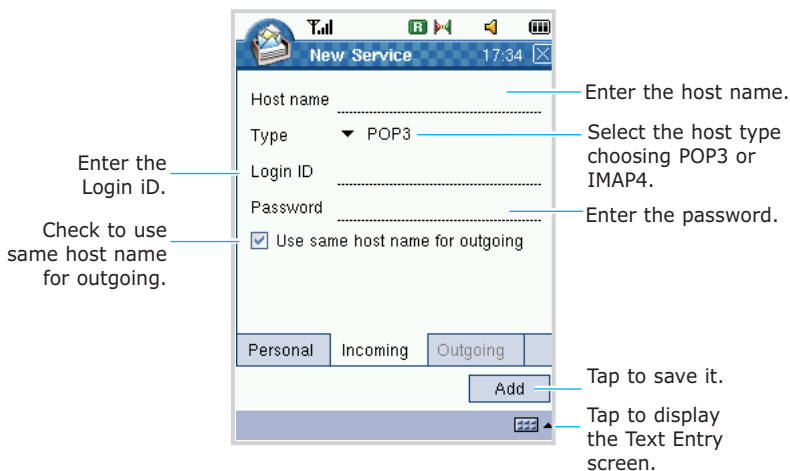 R
New Service 17:34
Host name
Enter the host name.
Type POP3
Select the host type
choosing POP3 or
IMAP4.
Enter the
Login iD.
Login ID
Password
Enter the password.
Check to use
same host name
for outgoing.
Use same host name for outgoing
Personal Incoming Outgoing
Add
Tap to save it.
Tap to display
the Text Entry
screen.